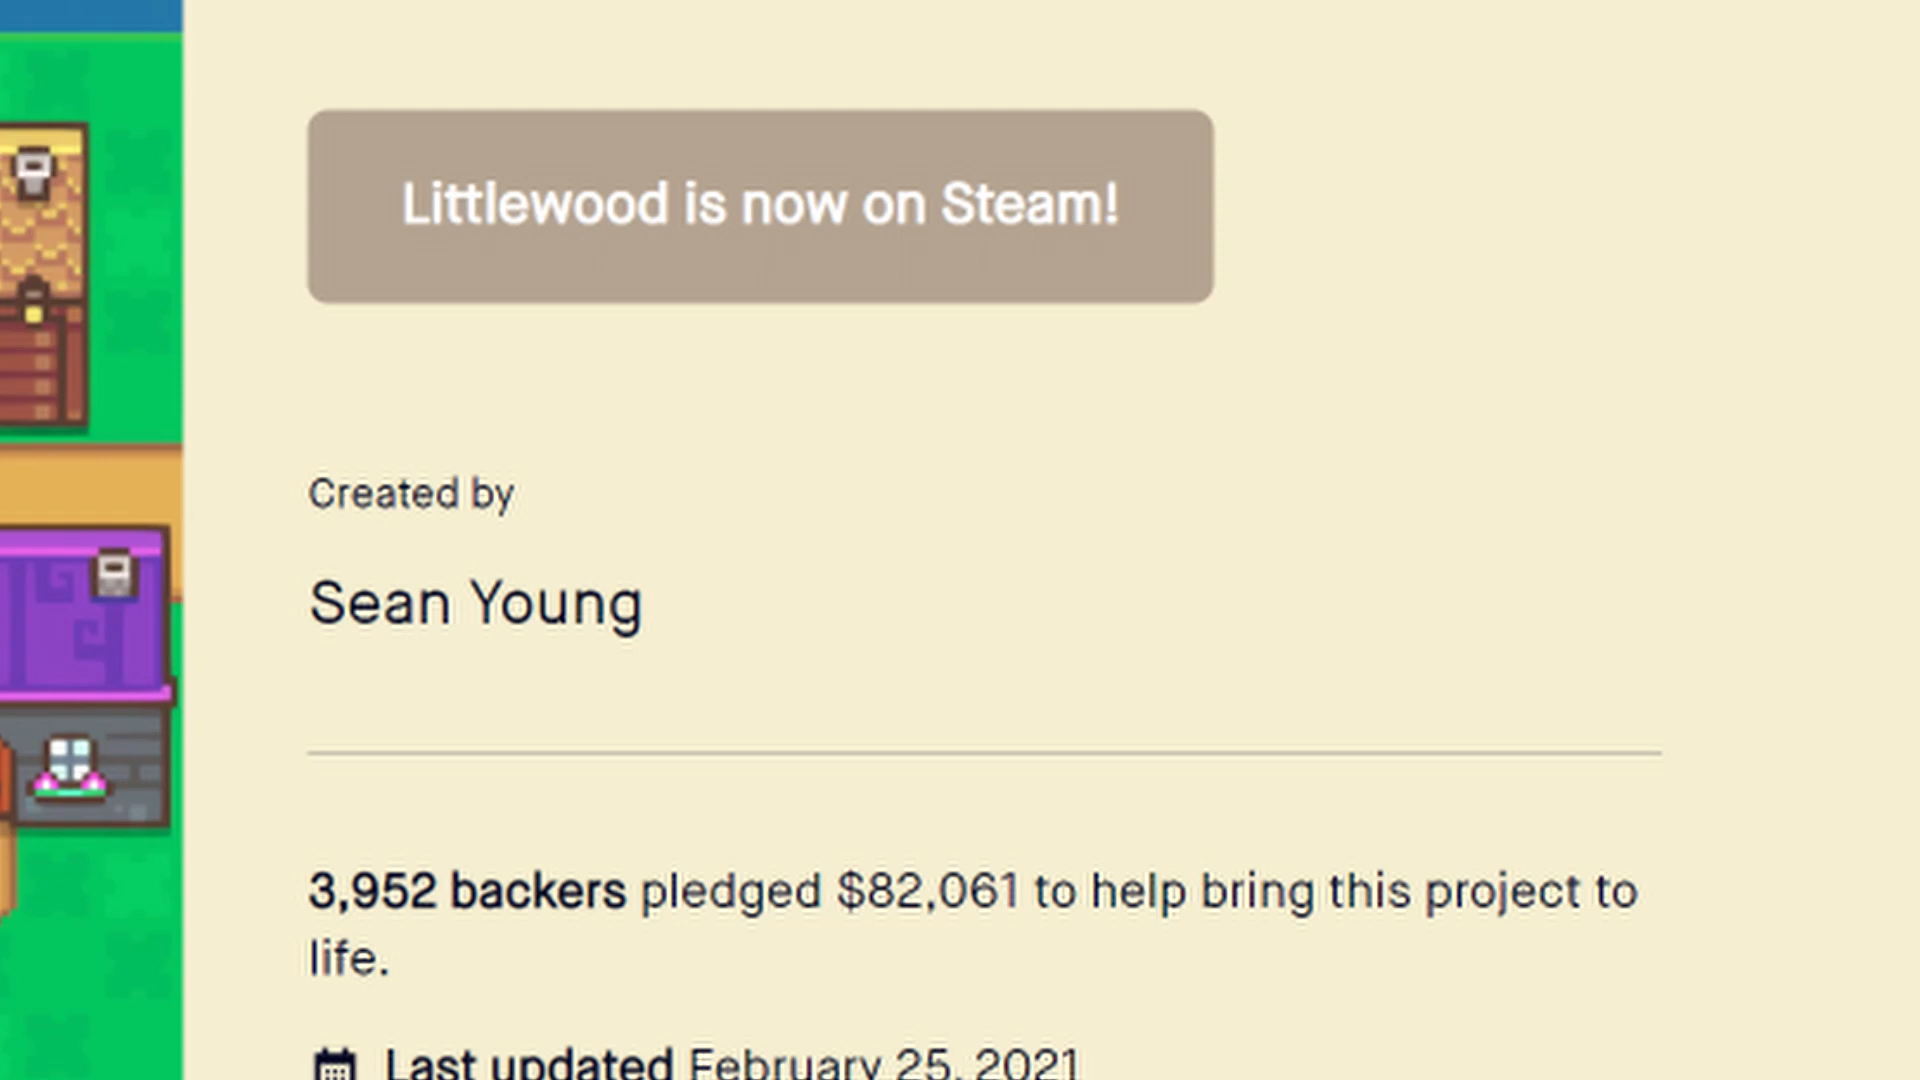 Littlewood is now on Steam!
Created by
Sean Young
3,952 backers pledged $82,061 to help bring this project to
life.
Last updated February 25, 2021